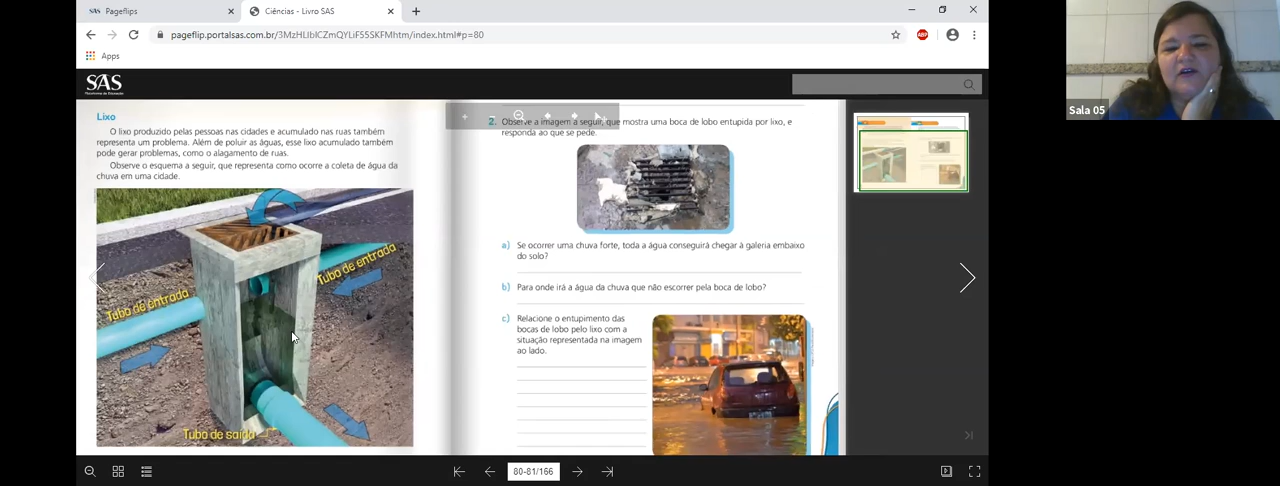 Pageflips
Ciências - Livro SAS
pageflip.portalsas.com.br/3MzHLIbICZmQYLiF55SKFMhtm/index.html#p=80
ABP
Apps
SAS
Sala 05
Lixo
O lixo produzido pelas pessoas nas cidades e acumulado nas ruas também
representa um problema. Além de poluir as águas, esse lixo acumulado também
pode gerar problemas, como o alagamento de ruas.
Observe o esquema a seguir, que representa como ocorre a coleta de água da
chuva em uma cidade.
Tubo de entrada
Tubo de entrada
Tubo de saída
2. Observe a imagem a seguir, que mostra uma boca de lobo entupida por lixo, e
responda ao que se pede.
a) Se ocorrer uma chuva forte, toda a água conseguirá chegar à galeria embaixo
do solo?
b) Para onde irá a água da chuva que não escorrer pela boca de lobo?
c) Relacione o entupimento das
bocas de lobo pelo lixo com a
situação representada na imagem
ao lado.
80-81/166